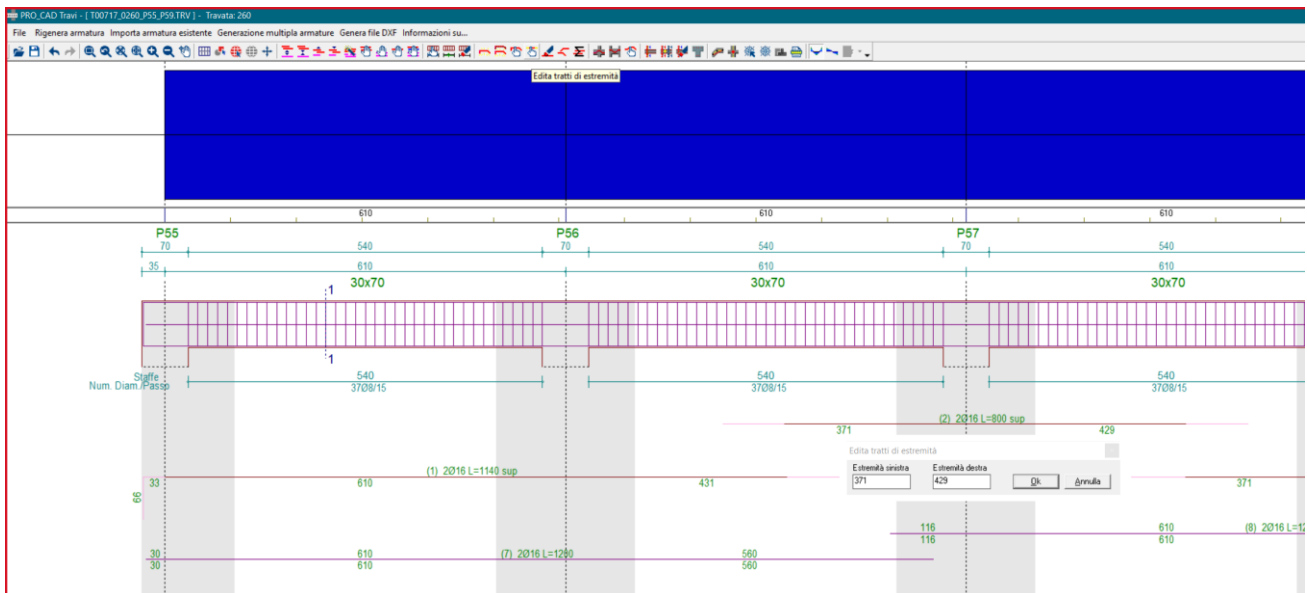 PRO_CAD Travi - [ T00717_0260_P55_P59.TRV ] - Travata: 260
File Rigenera armatura Importa armatura esistente Generazione multipla armature Genera file DXF Informazioni su...
Edita tratti di estremità
610 610 610
P55 P56 P57
70 540 70 540 70 540
35 610 610 610
30x70 30x70 30x70
1
1
Staffe
Num. Diam./Passo
540 540 540
37Ø8/15 37Ø8/15 37Ø8/15
(2) 2Ø16 L=800 sup
371 429
Edita tratti di estremità
Estremità sinistra Estremità destra
371 429 Ok Annulla
(1) 2Ø16 L=1140 sup
33 610 431 371
66
116 610 (8) 2Ø16
116 610
30 610 (7) 2Ø16 L=1200 560
30 610 560